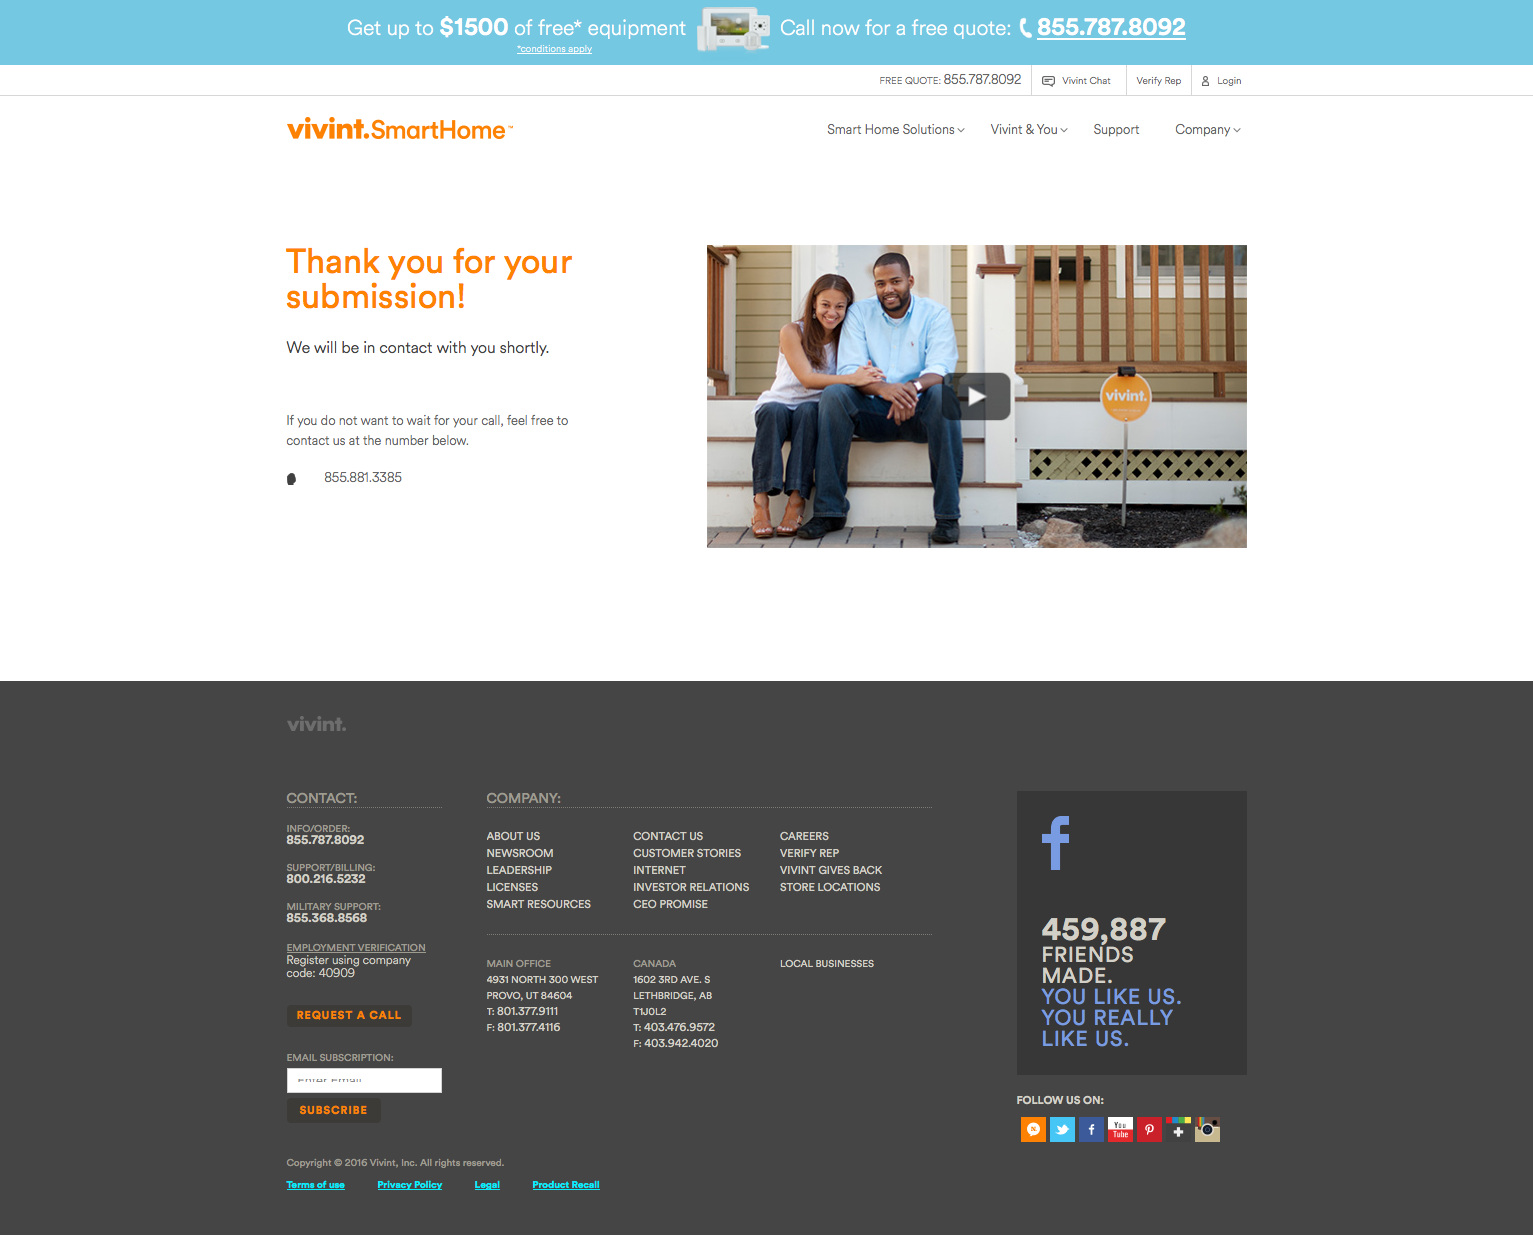 Get up to $1500 of free* equipment
*conditions apply
Call now for a free quote: 855.787.8092
FREE QUOTE: 855.787.8092
Vivint Chat
Verify Rep
Login
vivint.SmartHome™
Smart Home Solutions
Vivint & You
Support
Company
Thank you for your
submission!
We will be in contact with you shortly.
If you do not want to wait for your call, feel free to
contact us at the number below.
855.881.3385
vivint.
vivint.
CONTACT:
INFO/ORDER:
855.787.8092
SUPPORT/BILLING:
800.216.5232
MILITARY SUPPORT:
855.368.8568
EMPLOYMENT VERIFICATION
Register using company
code: 40909
REQUEST A CALL
EMAIL SUBSCRIPTION:
Enter Email
SUBSCRIBE
COMPANY:
ABOUT US
NEWSROOM
LEADERSHIP
LICENSES
SMART RESOURCES
CONTACT US
CUSTOMER STORIES
INTERNET
INVESTOR RELATIONS
CEO PROMISE
CAREERS
VERIFY REP
VIVINT GIVES BACK
STORE LOCATIONS
MAIN OFFICE
4931 NORTH 300 WEST
PROVO, UT 84604
T: 801.377.9111
F: 801.377.4116
CANADA
1602 3RD AVE. S
LETHBRIDGE, AB
T1J0L2
T: 403.476.9572
F: 403.942.4020
LOCAL BUSINESSES
459,887
FRIENDS
MADE.
YOU LIKE US.
YOU REALLY
LIKE US.
FOLLOW US ON:
You
Tube
Copyright © 2016 Vivint, Inc. All rights reserved.
Terms of use
Privacy Policy
Legal
Product Recall